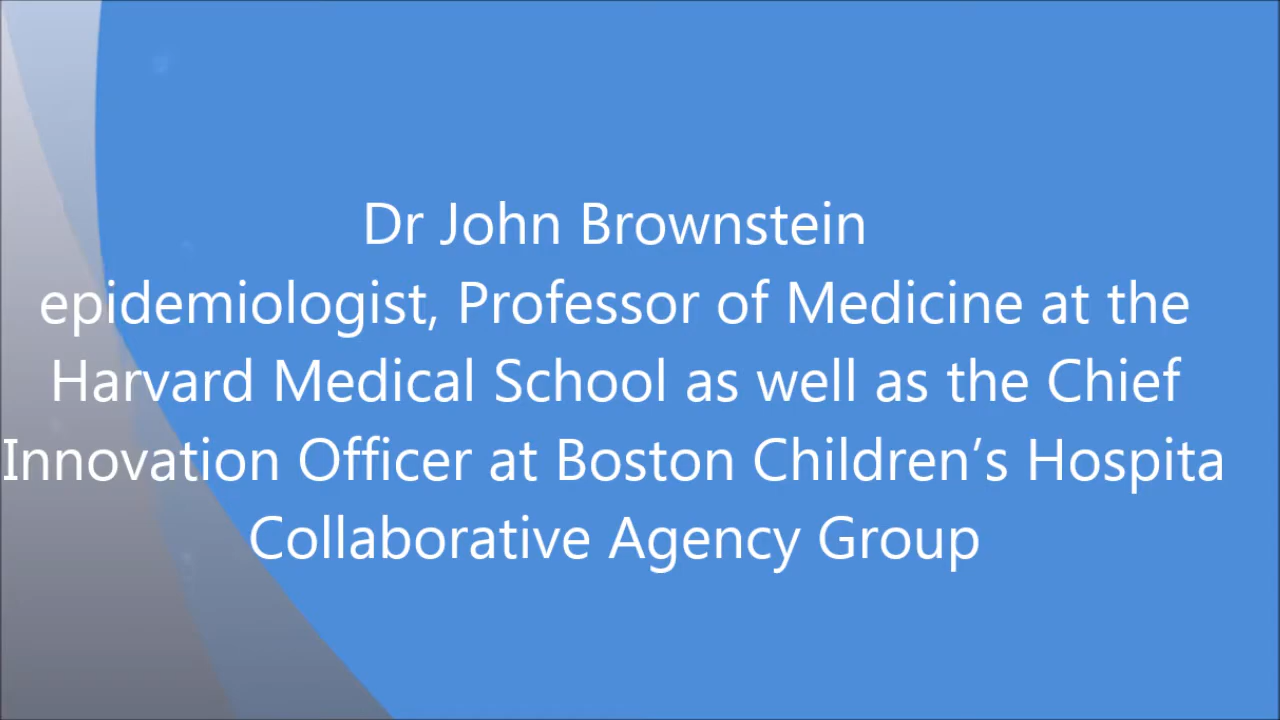 Dr John Brownstein
epidemiologist, Professor of Medicine at the
Harvard Medical School as well as the Chief
Innovation Officer at Boston Children’s Hospita
Collaborative Agency Group